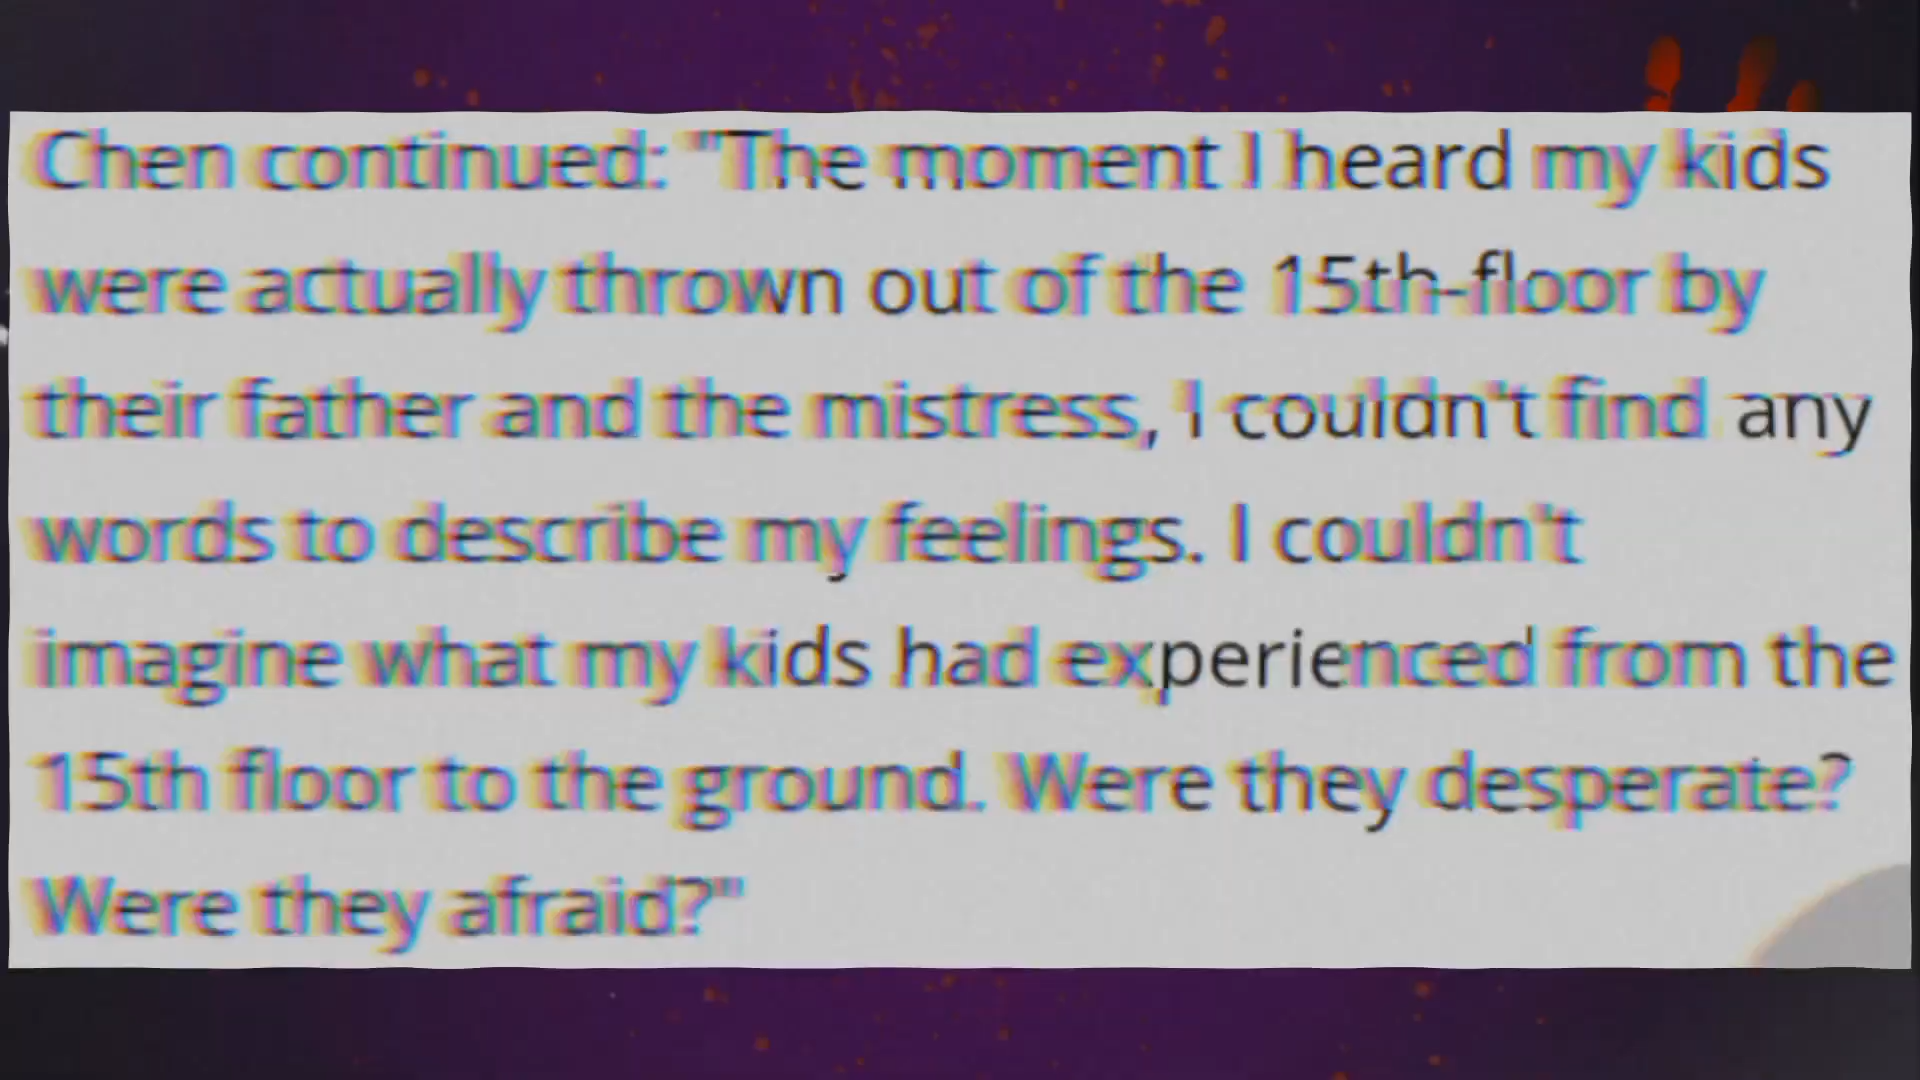 Chen continued: "The moment I heard my kids
were actually thrown out of the 15th-floor by
their father and the mistress, I couldn't find any
words to describe my feelings. I couldn't
imagine what my kids had experienced from the
15th floor to the ground. Were they desperate?
Were they afraid?"